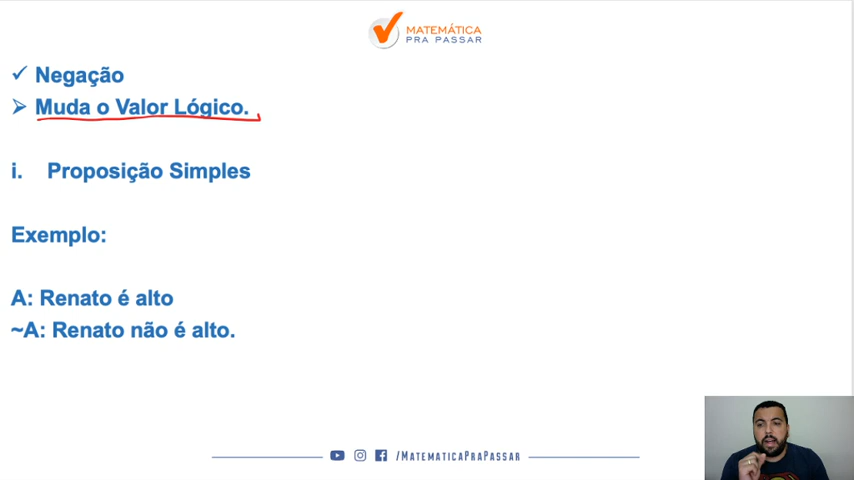 MATEMÁTICA
PRA PASSAR
✓ Negação
➢ Muda o Valor Lógico.
i. Proposição Simples
Exemplo:
A: Renato é alto
~A: Renato não é alto.
/MATEMATICAPRAPASSAR